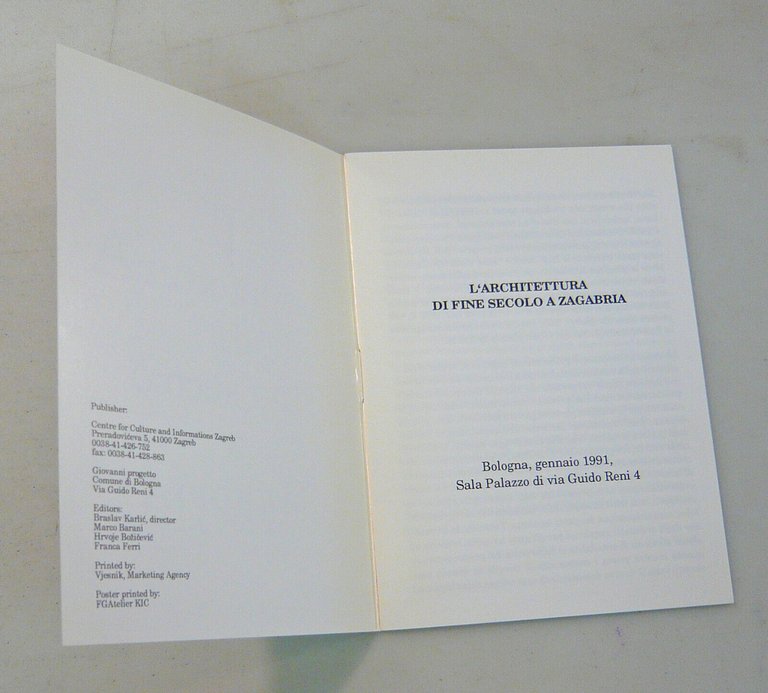 Publisher:
Centre for Culture and Informations Zagreb
Preradovićeva 5, 41000 Zagreb
0038-41-426-752
fax: 0038-41-428-863
Giovanni progetto
Comune di Bologna
Via Guido Reni 4
Editors:
Braslav Karlić, director
Marco Barani
Hrvoje Božičević
Franca Ferri
Printed by:
Vjesnik, Marketing Agency
Poster printed by:
FGAtelier KIC
L‘ARCHITETTURA
DI FINE SECOLO A ZAGABRIA
Bologna, gennaio 1991,
Sala Palazzo di via Guido Reni 4